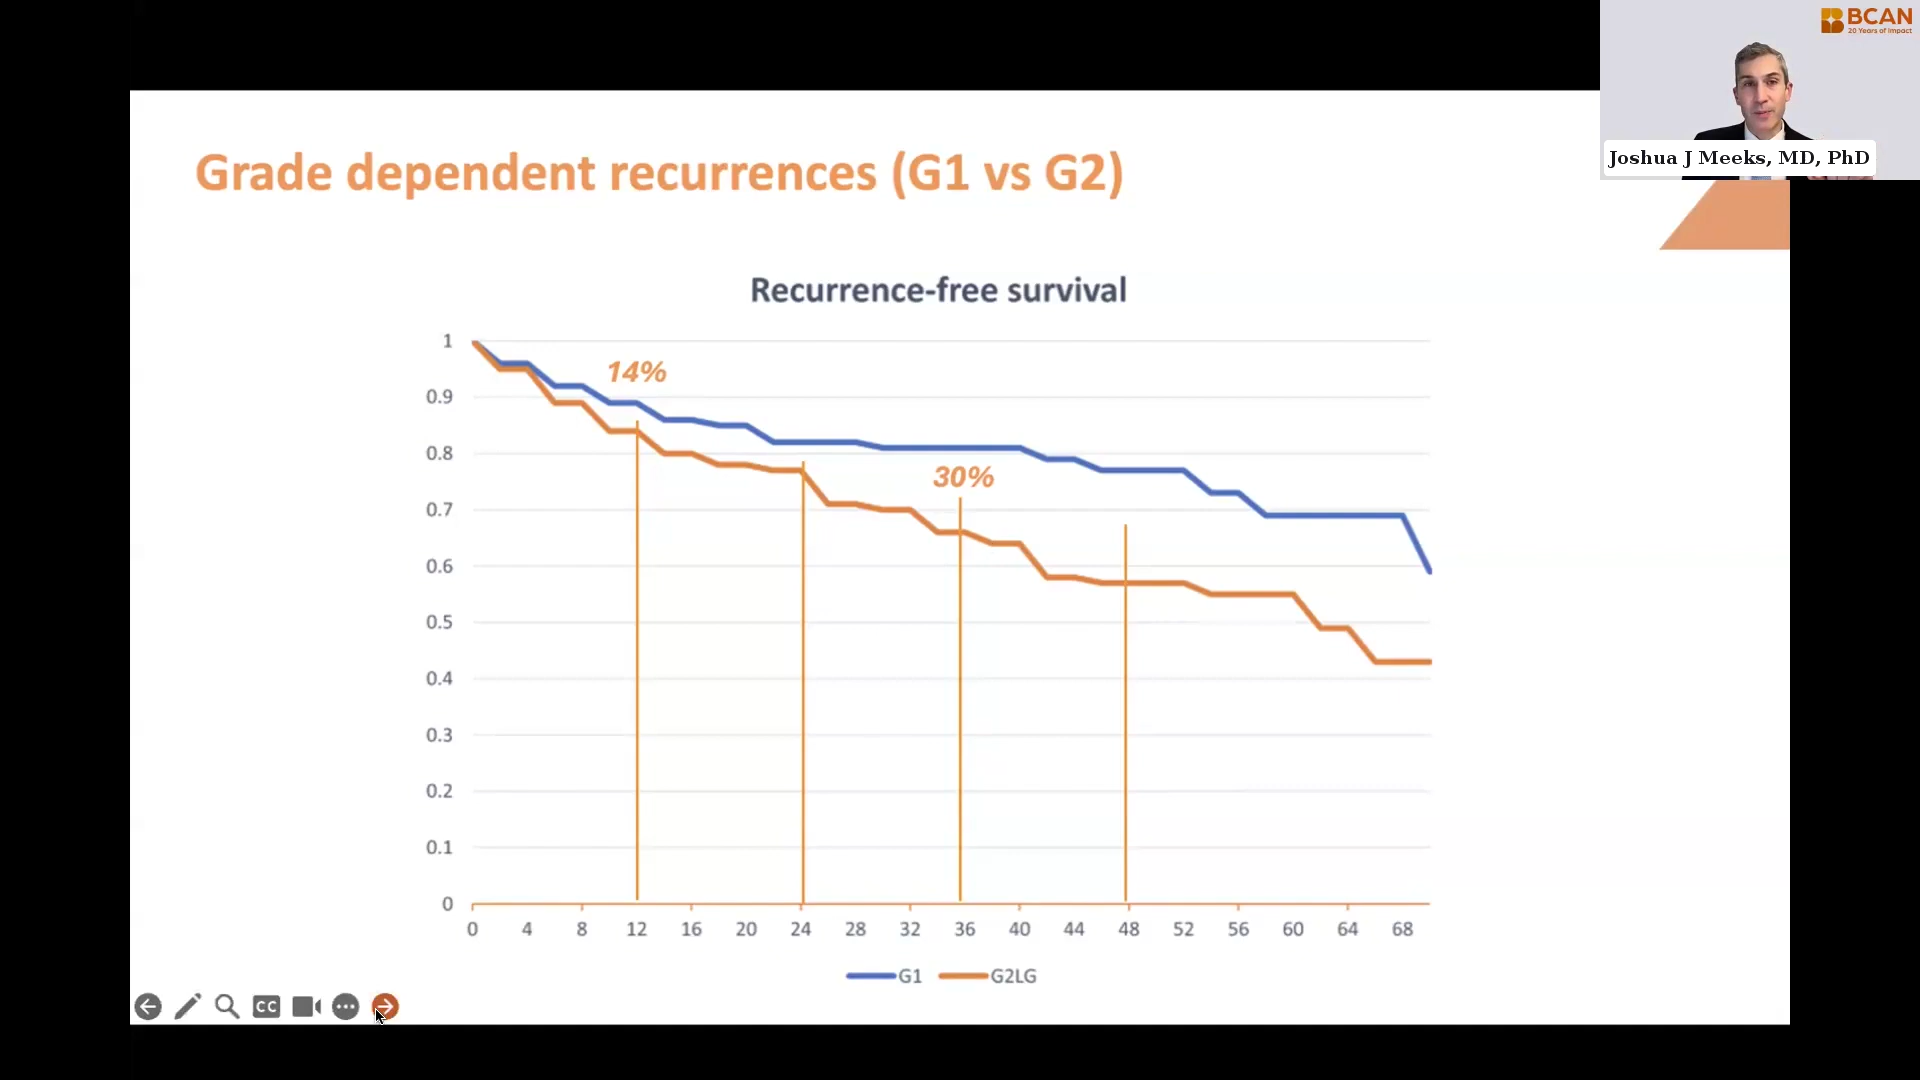 BCAN
20 Years of Impact
Joshua J Meeks, MD, PhD
Grade dependent recurrences (G1 vs G2)
Recurrence-free survival
1
0.9
0.8
0.7
0.6
0.5
0.4
0.3
0.2
0.1
0
14%
30%
0 4 8 12 16 20 24 28 32 36 40 44 48 52 56 60 64 68
G1 G2LG
CC